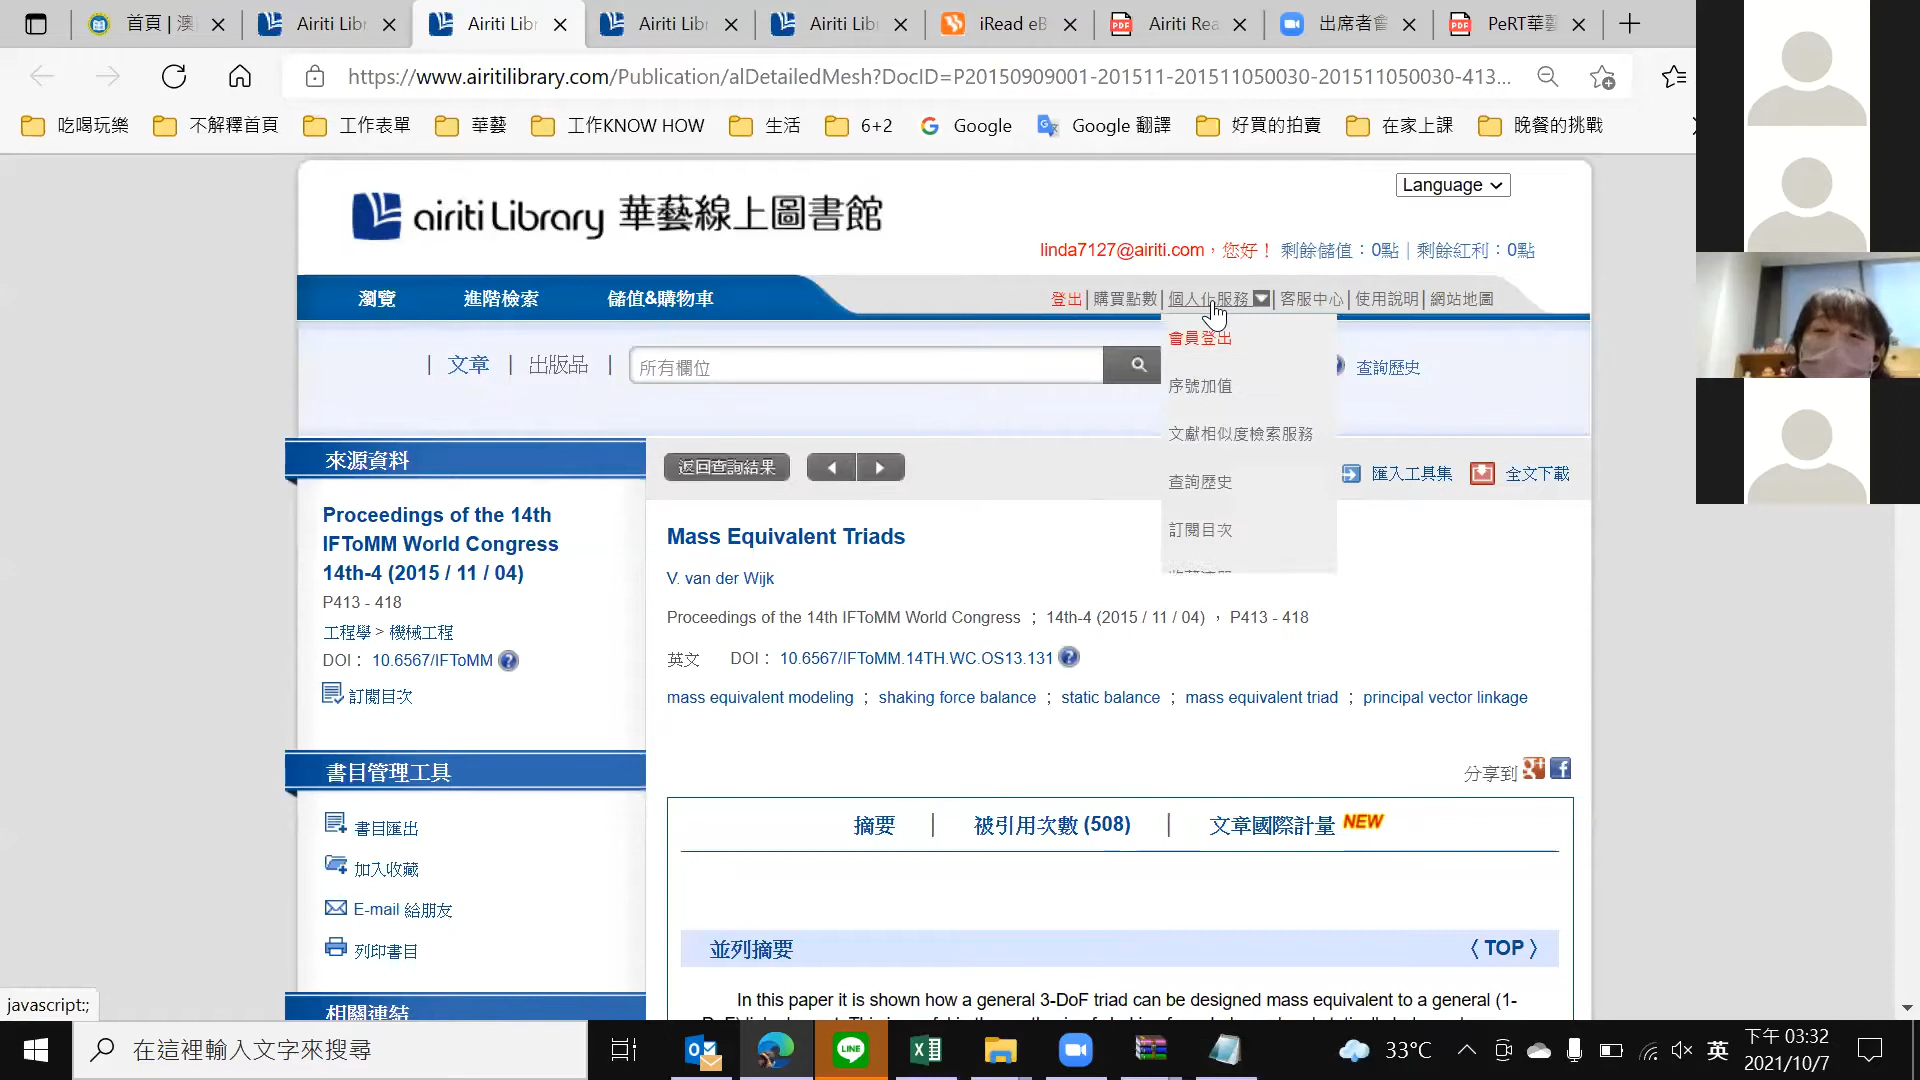 首頁 | 澳
Airiti Libr
Airiti Libr
Airiti Libr
Airiti Libr
iRead eB
Airiti Rea
出席者會
PeRT華藝
https://www.airitilibrary.com/Publication/alDetailedMesh?DocID=P20150909001-201511-201511050030-201511050030-413...
吃喝玩樂
不解釋首頁
工作表單
華藝
工作KNOW HOW
生活
6+2
Google
Google 翻譯
好買的拍賣
在家上課
晚餐的挑戰
Language
airiti Library 華藝線上圖書館
linda7127@airiti.com,您好! 剩餘儲值:0點 | 剩餘紅利:0點
瀏覽 進階檢索 儲值&購物車
登出 | 購買點數 | 個人化服務 | 客服中心 | 使用說明 | 網站地圖
會員登出
| 文章 | 出版品 |
所有欄位
查詢歷史
序號加值
文獻相似度檢索服務
查詢歷史
訂閱目次
來源資料
返回查詢結果
匯入工具集
全文下載
Proceedings of the 14th
IFToMM World Congress
14th-4 (2015 / 11 / 04)
P413 - 418
工程學 > 機械工程
DOI: 10.6567/IFToMM
訂閱目次
Mass Equivalent Triads
V. van der Wijk
Proceedings of the 14th IFToMM World Congress ; 14th-4 (2015 / 11 / 04) , P413 - 418
英文 DOI: 10.6567/IFToMM.14TH.WC.OS13.131
mass equivalent modeling ; shaking force balance ; static balance ; mass equivalent triad ; principal vector linkage
分享到
書目管理工具
書目匯出
加入收藏
E-mail 給朋友
列印書目
相關連結
摘要 | 被引用次數 (508) | 文章國際計量 NEW
並列摘要
〈 TOP 〉
In this paper it is shown how a general 3-DoF triad can be designed mass equivalent to a general (1-
javascript:;
在這裡輸入文字來搜尋
LINE
33°C
英
下午 03:32
2021/10/7